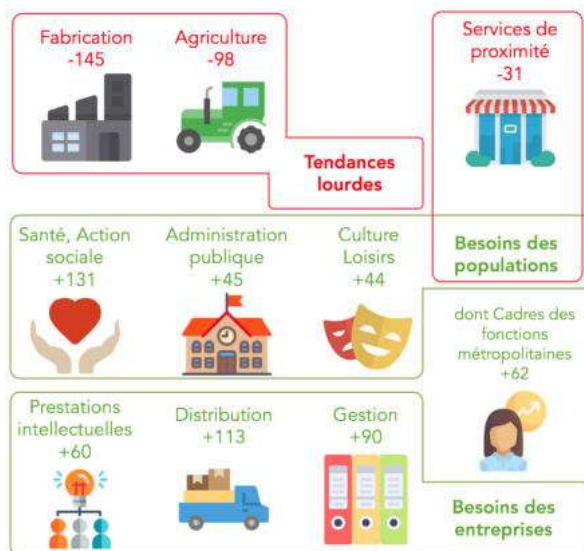 Fabrication
-145
Agriculture
-98
Services de
proximité
-31
Tendances
lourdes
Santé, Action
sociale
+131
Administration
publique
+45
Culture
Loisirs
+44
Besoins des
populations
dont Cadres des
fonctions
métropolitaines
+62
Prestations
intellectuelles
+60
Distribution
+113
Gestion
+90
Besoins des
entreprises